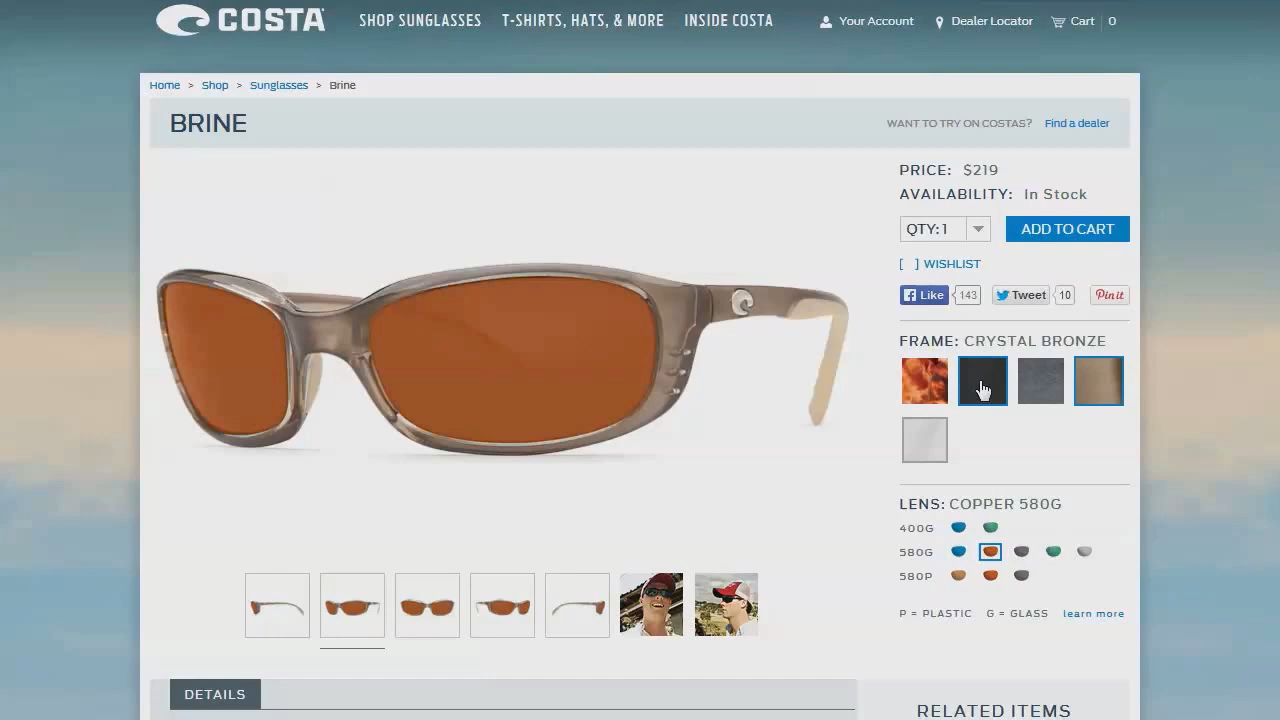 COSTA
SHOP SUNGLASSES T-SHIRTS, HATS, & MORE INSIDE COSTA
Your Account Dealer Locator Cart 0
Home > Shop > Sunglasses > Brine
BRINE
WANT TO TRY ON COSTAS? Find a dealer
PRICE: $219
AVAILABILITY: In Stock
QTY:1 ADD TO CART
[ ] WISHLIST
Like 143 Tweet 10 Pin it
FRAME: CRYSTAL BRONZE
LENS: COPPER 580G
400G
580G
580P
P = PLASTIC G = GLASS learn more
DETAILS
RELATED ITEMS